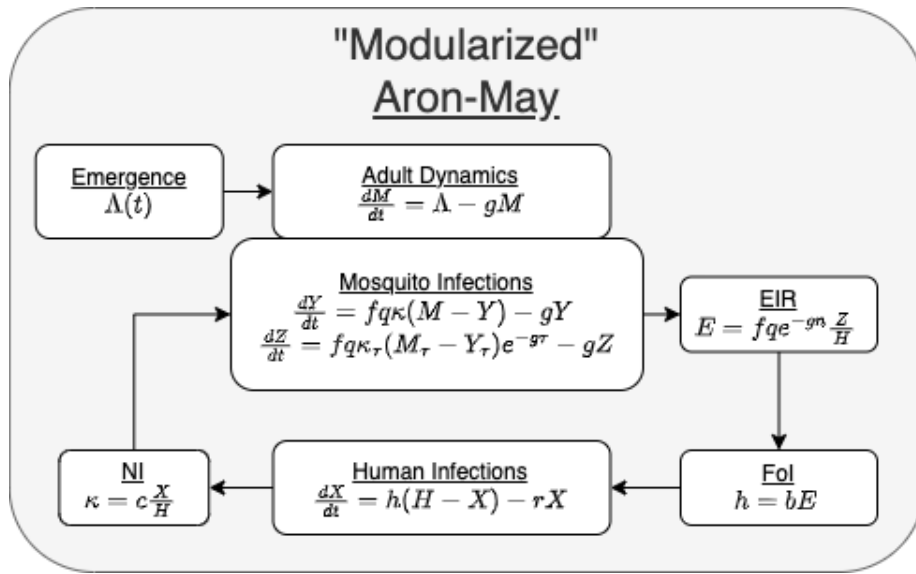 "Modularized"
Aron-May
Emergence
Λ(t)
Adult Dynamics
dM/dt = Λ − gM
Mosquito Infections
dY/dt = fqκ(M − Y) − gY
dZ/dt = fqκ_τ(M_τ − Y_τ)e^{−gτ} − gZ
EIR
E = fqe^{−gn} Z/H
NI
κ = c X/H
Human Infections
dX/dt = h(H − X) − rX
FoI
h = bE